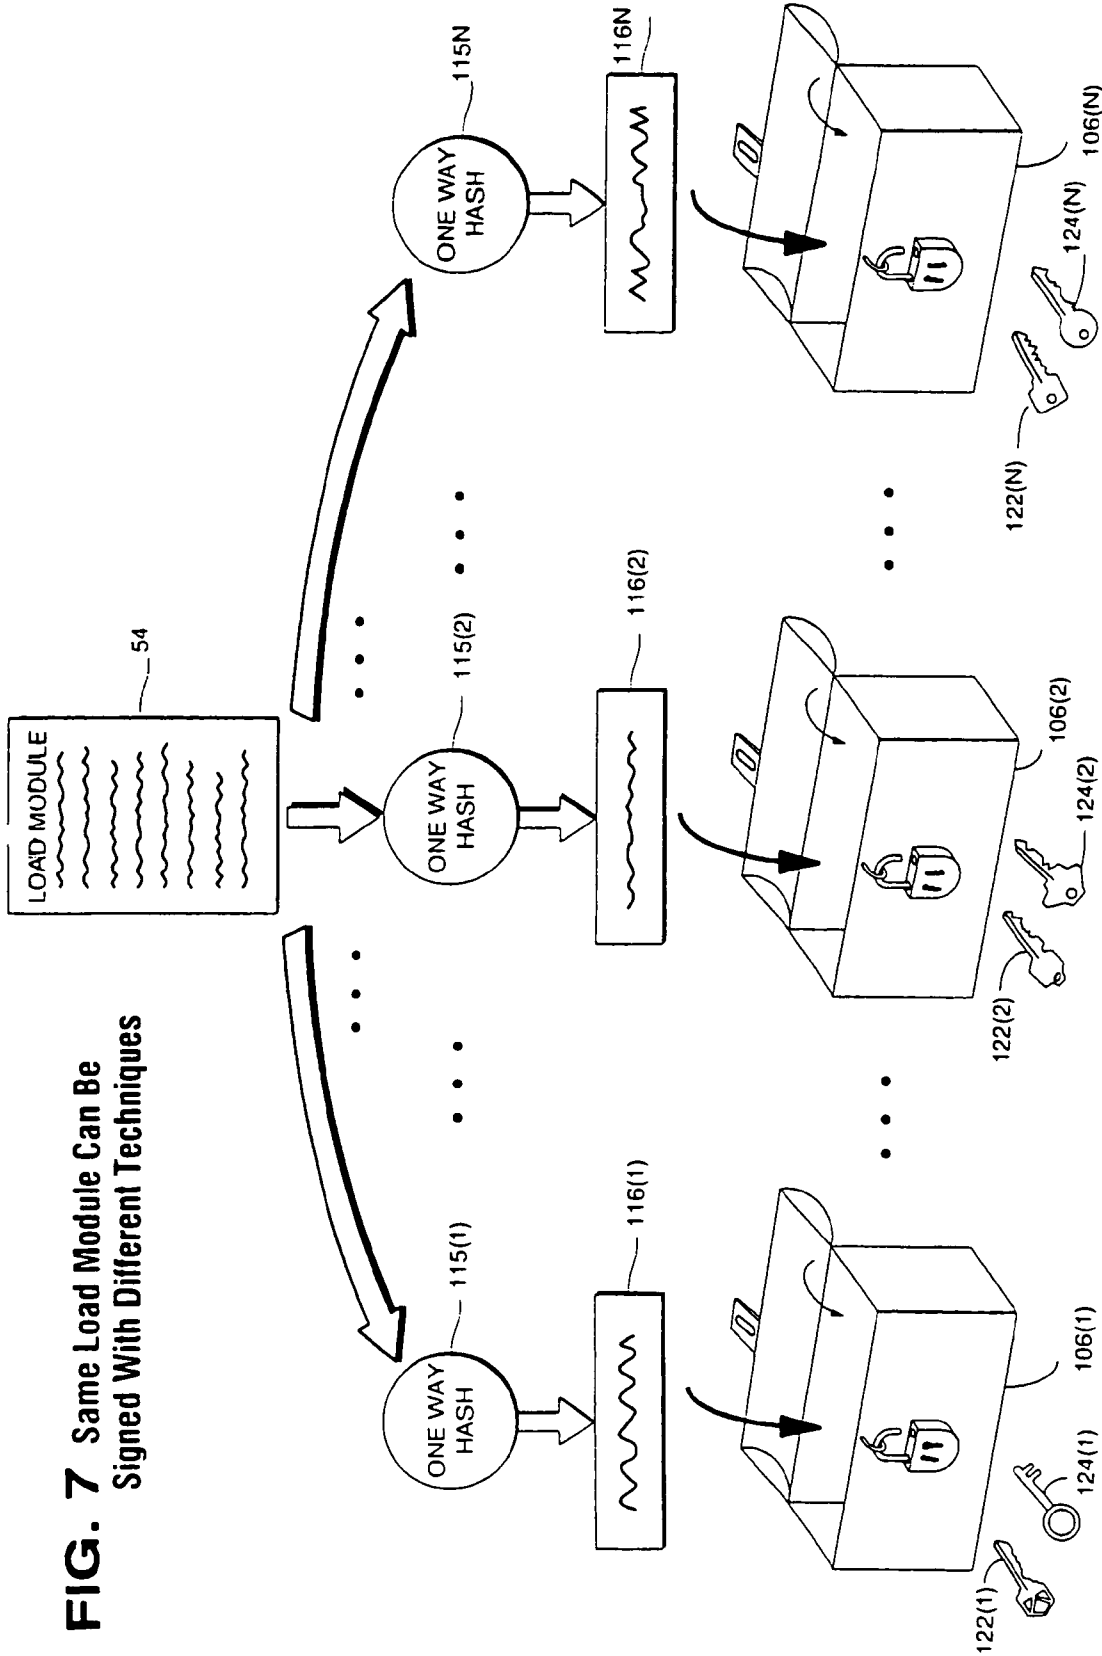 FIG. 7 Same Load Module Can Be
Signed With Different Techniques
LOAD MODULE
54
ONE WAY
HASH
115(1)
ONE WAY
HASH
115(2)
ONE WAY
HASH
115N
116(1)
116(2)
116N
106(1)
106(2)
106(N)
122(1)
124(1)
122(2)
124(2)
122(N)
124(N)